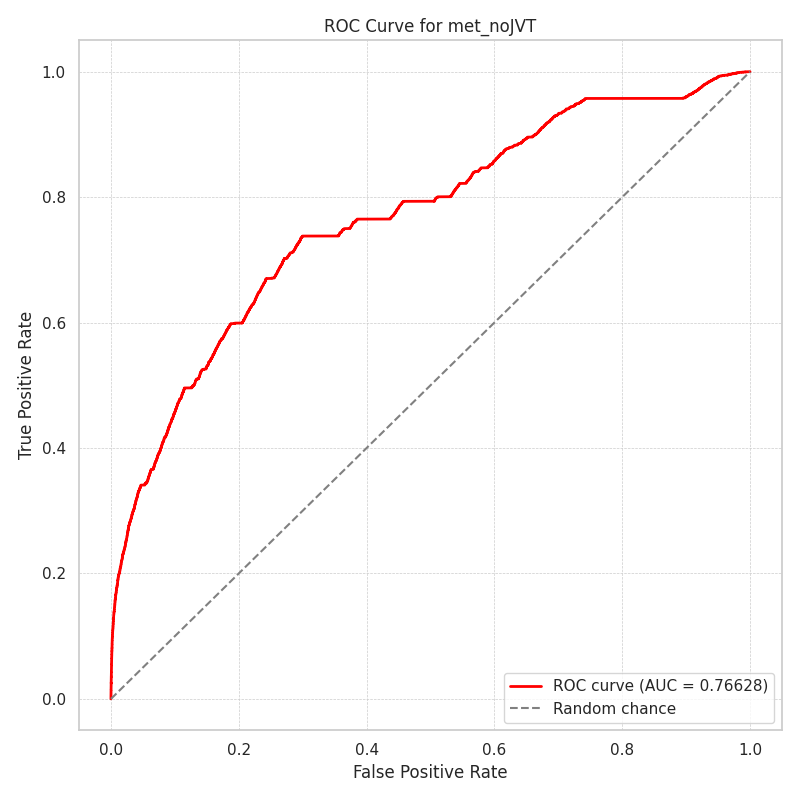 ROC Curve for met_noJVT
True Positive Rate
1.0
0.8
0.6
0.4
0.2
0.0
ROC curve (AUC = 0.76628)
Random chance
0.0 0.2 0.4 0.6 0.8 1.0
False Positive Rate